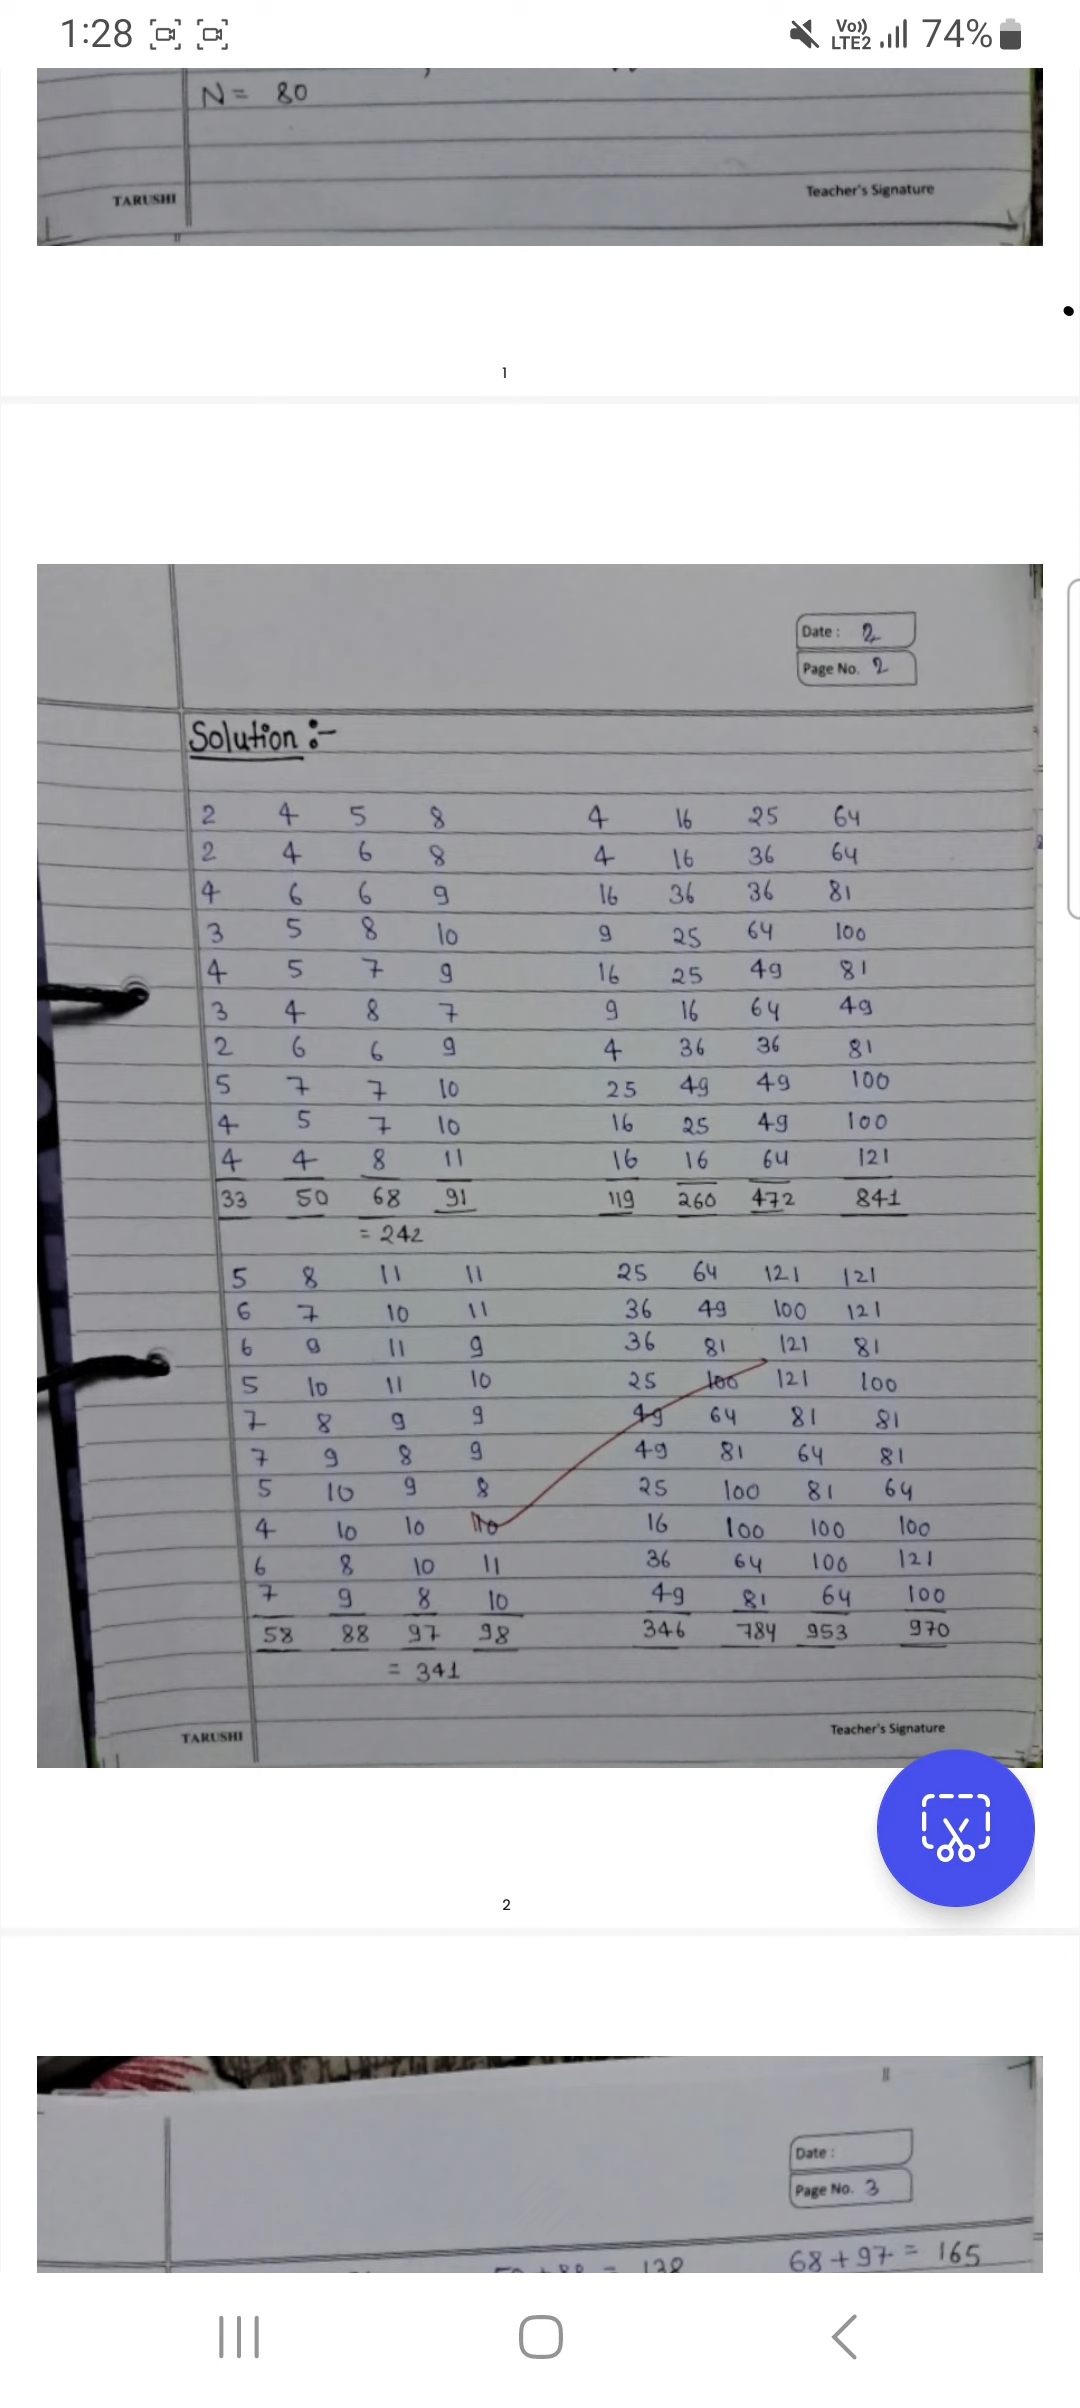 1:28 Vo)) LTE2 74%
N = 80
TARUSHI Teacher's Signature
1
Date: 2
Page No. 2
Solution :-
2 4 5 8 4 16 25 64
2 4 6 8 4 16 36 64
4 6 6 9 16 36 36 81
3 5 8 10 9 25 64 100
4 5 7 9 16 25 49 81
3 4 8 7 9 16 64 49
2 6 6 9 4 36 36 81
5 7 7 10 25 49 49 100
4 5 7 10 16 25 49 100
4 4 8 11 16 16 64 121
33 50 68 91 119 260 472 841
= 242
5 8 11 11 25 64 121 121
6 7 10 11 36 49 100 121
6 9 11 9 36 81 121 81
5 10 11 10 25 100 121 100
7 8 9 9 49 64 81 81
7 9 8 9 49 81 64 81
5 10 9 8 25 100 81 64
4 10 10 10 16 100 100 100
6 8 10 11 36 64 100 121
7 9 8 10 49 81 64 100
58 88 97 98 346 784 953 970
= 341
TARUSHI Teacher's Signature
2
Date:
Page No. 3
68 + 97 = 165